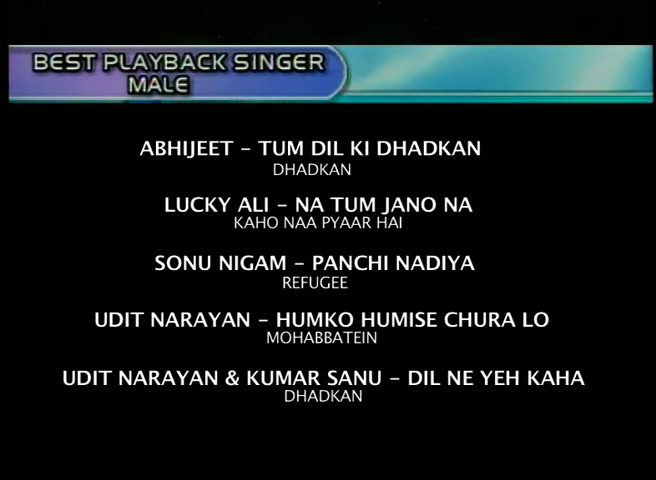 BEST PLAYBACK SINGER
MALE
ABHIJEET - TUM DIL KI DHADKAN
DHADKAN
LUCKY ALI - NA TUM JANO NA
KAHO NAA PYAAR HAI
SONU NIGAM - PANCHI NADIYA
REFUGEE
UDIT NARAYAN - HUMKO HUMISE CHURA LO
MOHABBATEIN
UDIT NARAYAN & KUMAR SANU - DIL NE YEH KAHA
DHADKAN